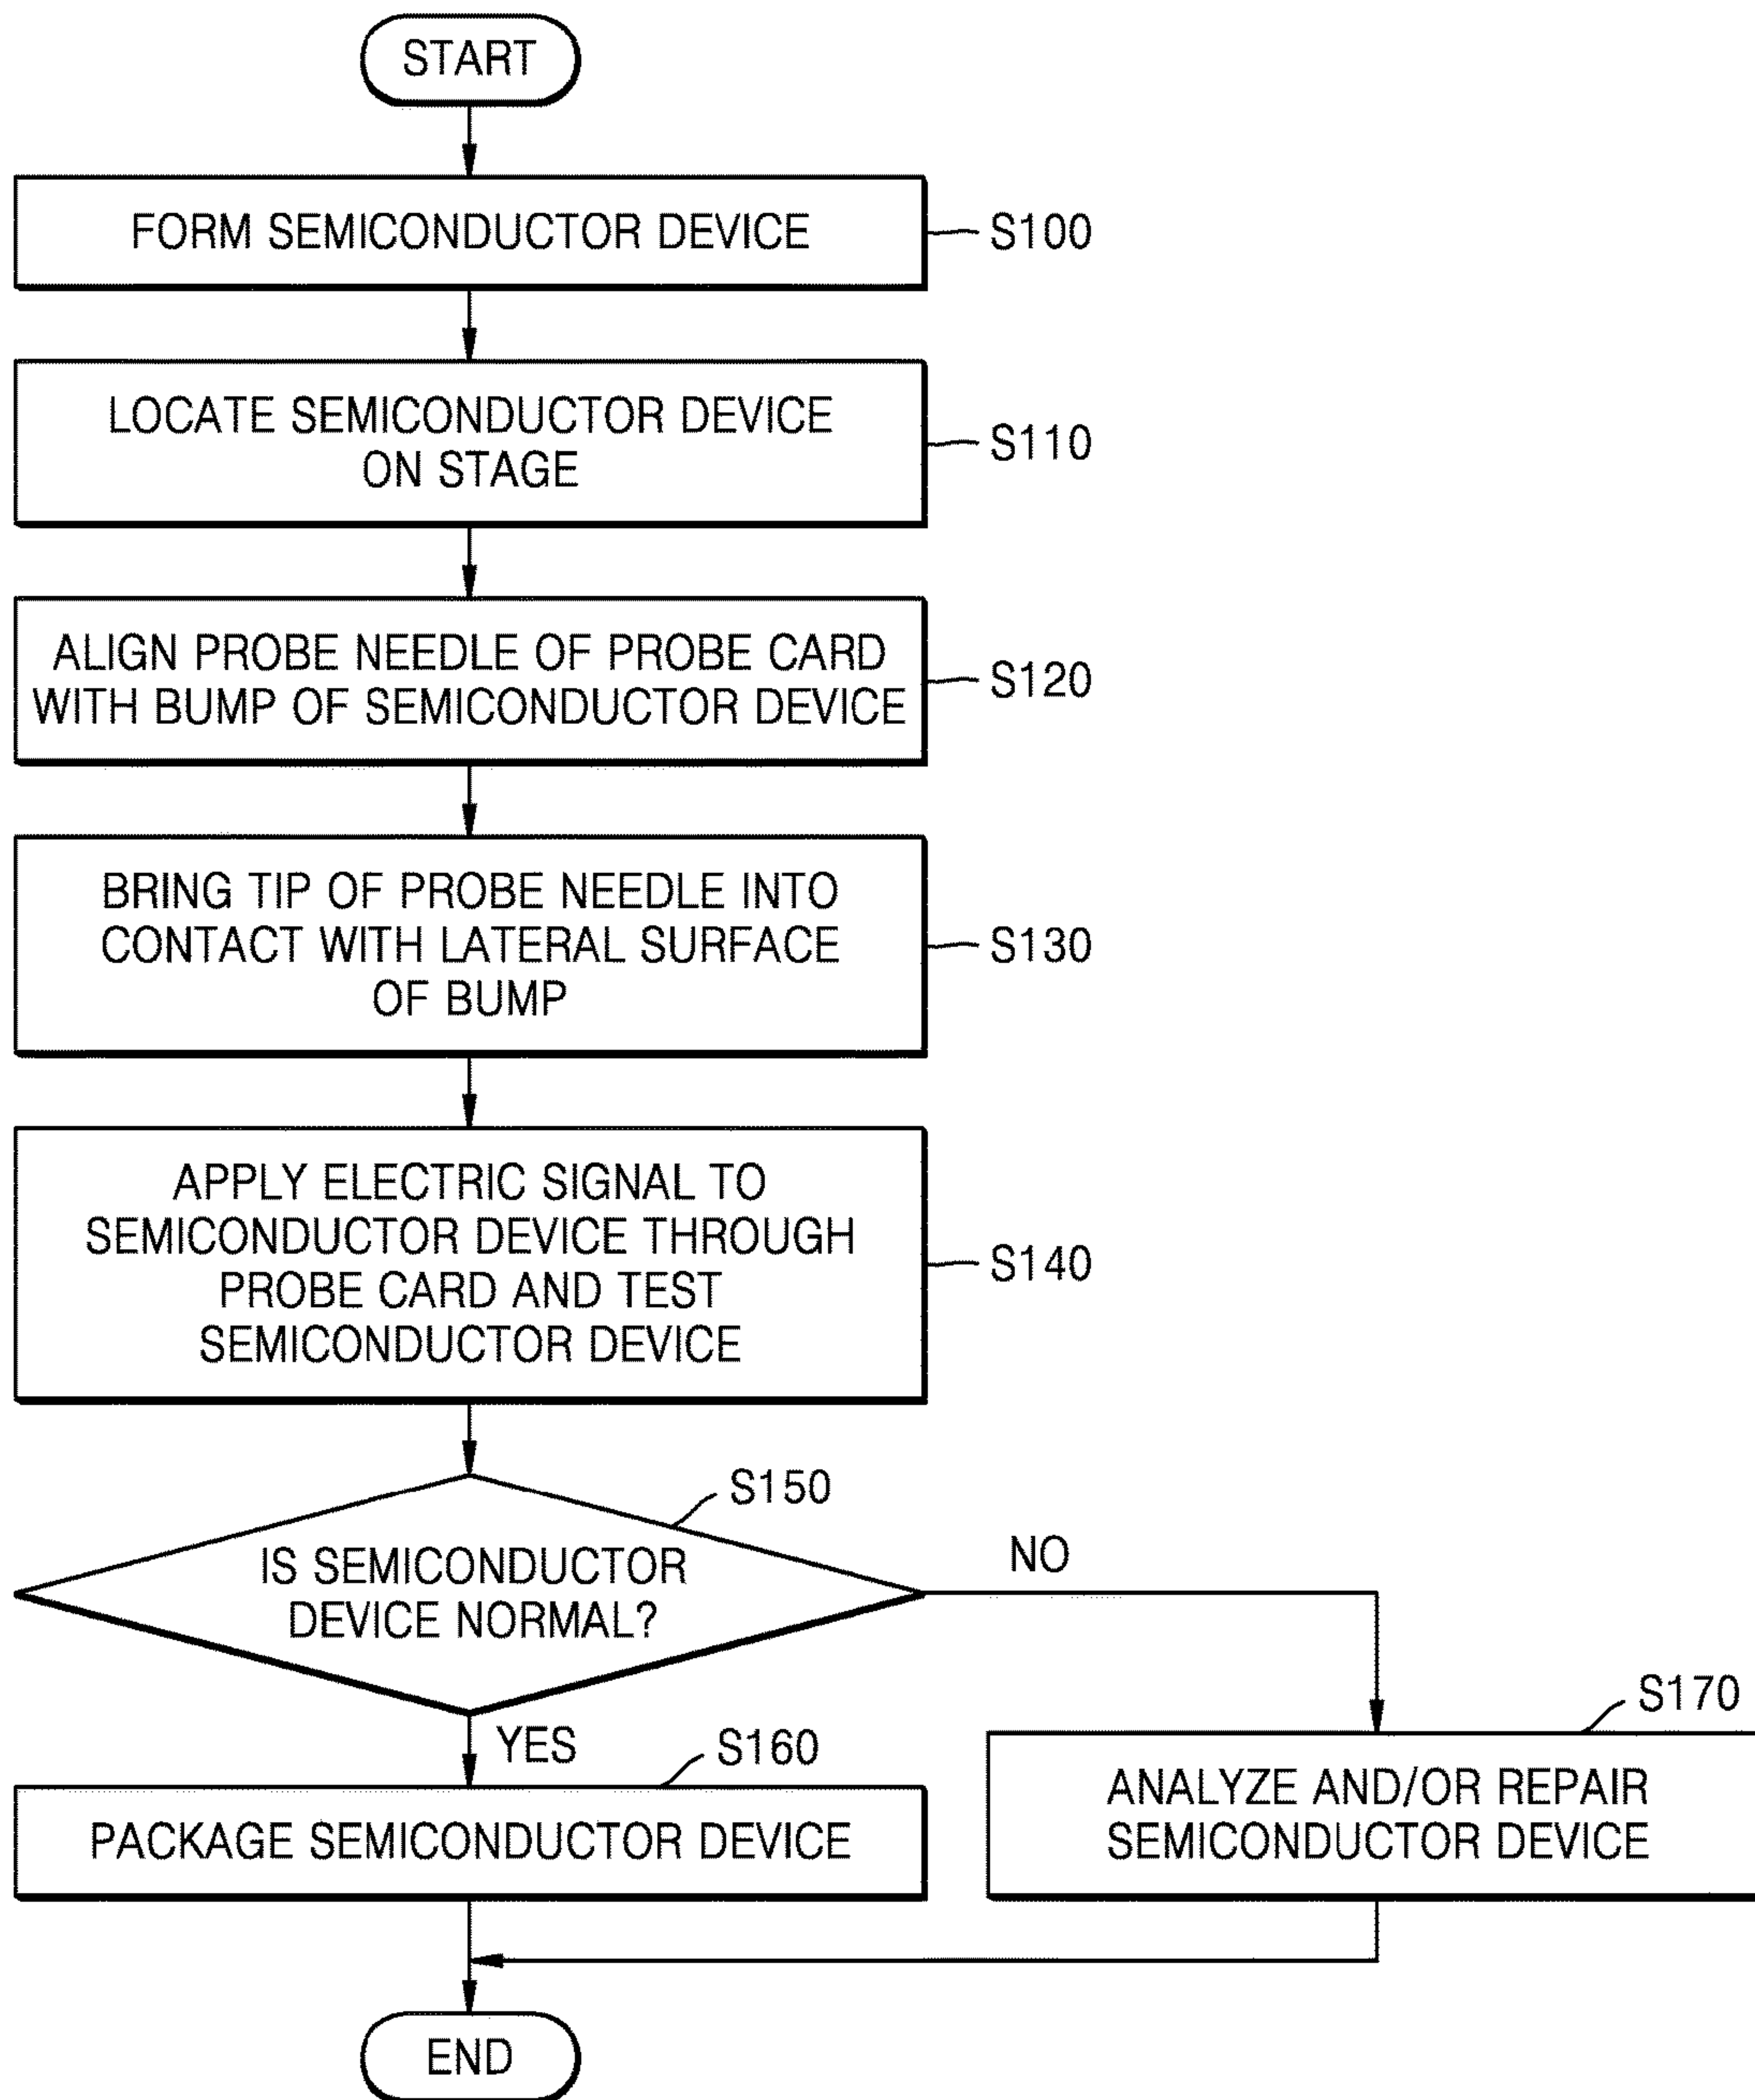 START
FORM SEMICONDUCTOR DEVICE
S100
LOCATE SEMICONDUCTOR DEVICE
ON STAGE
S110
ALIGN PROBE NEEDLE OF PROBE CARD
WITH BUMP OF SEMICONDUCTOR DEVICE
S120
BRING TIP OF PROBE NEEDLE INTO
CONTACT WITH LATERAL SURFACE
OF BUMP
S130
APPLY ELECTRIC SIGNAL TO
SEMICONDUCTOR DEVICE THROUGH
PROBE CARD AND TEST
SEMICONDUCTOR DEVICE
S140
S150
IS SEMICONDUCTOR
DEVICE NORMAL?
NO
YES
S160
PACKAGE SEMICONDUCTOR DEVICE
S170
ANALYZE AND/OR REPAIR
SEMICONDUCTOR DEVICE
END